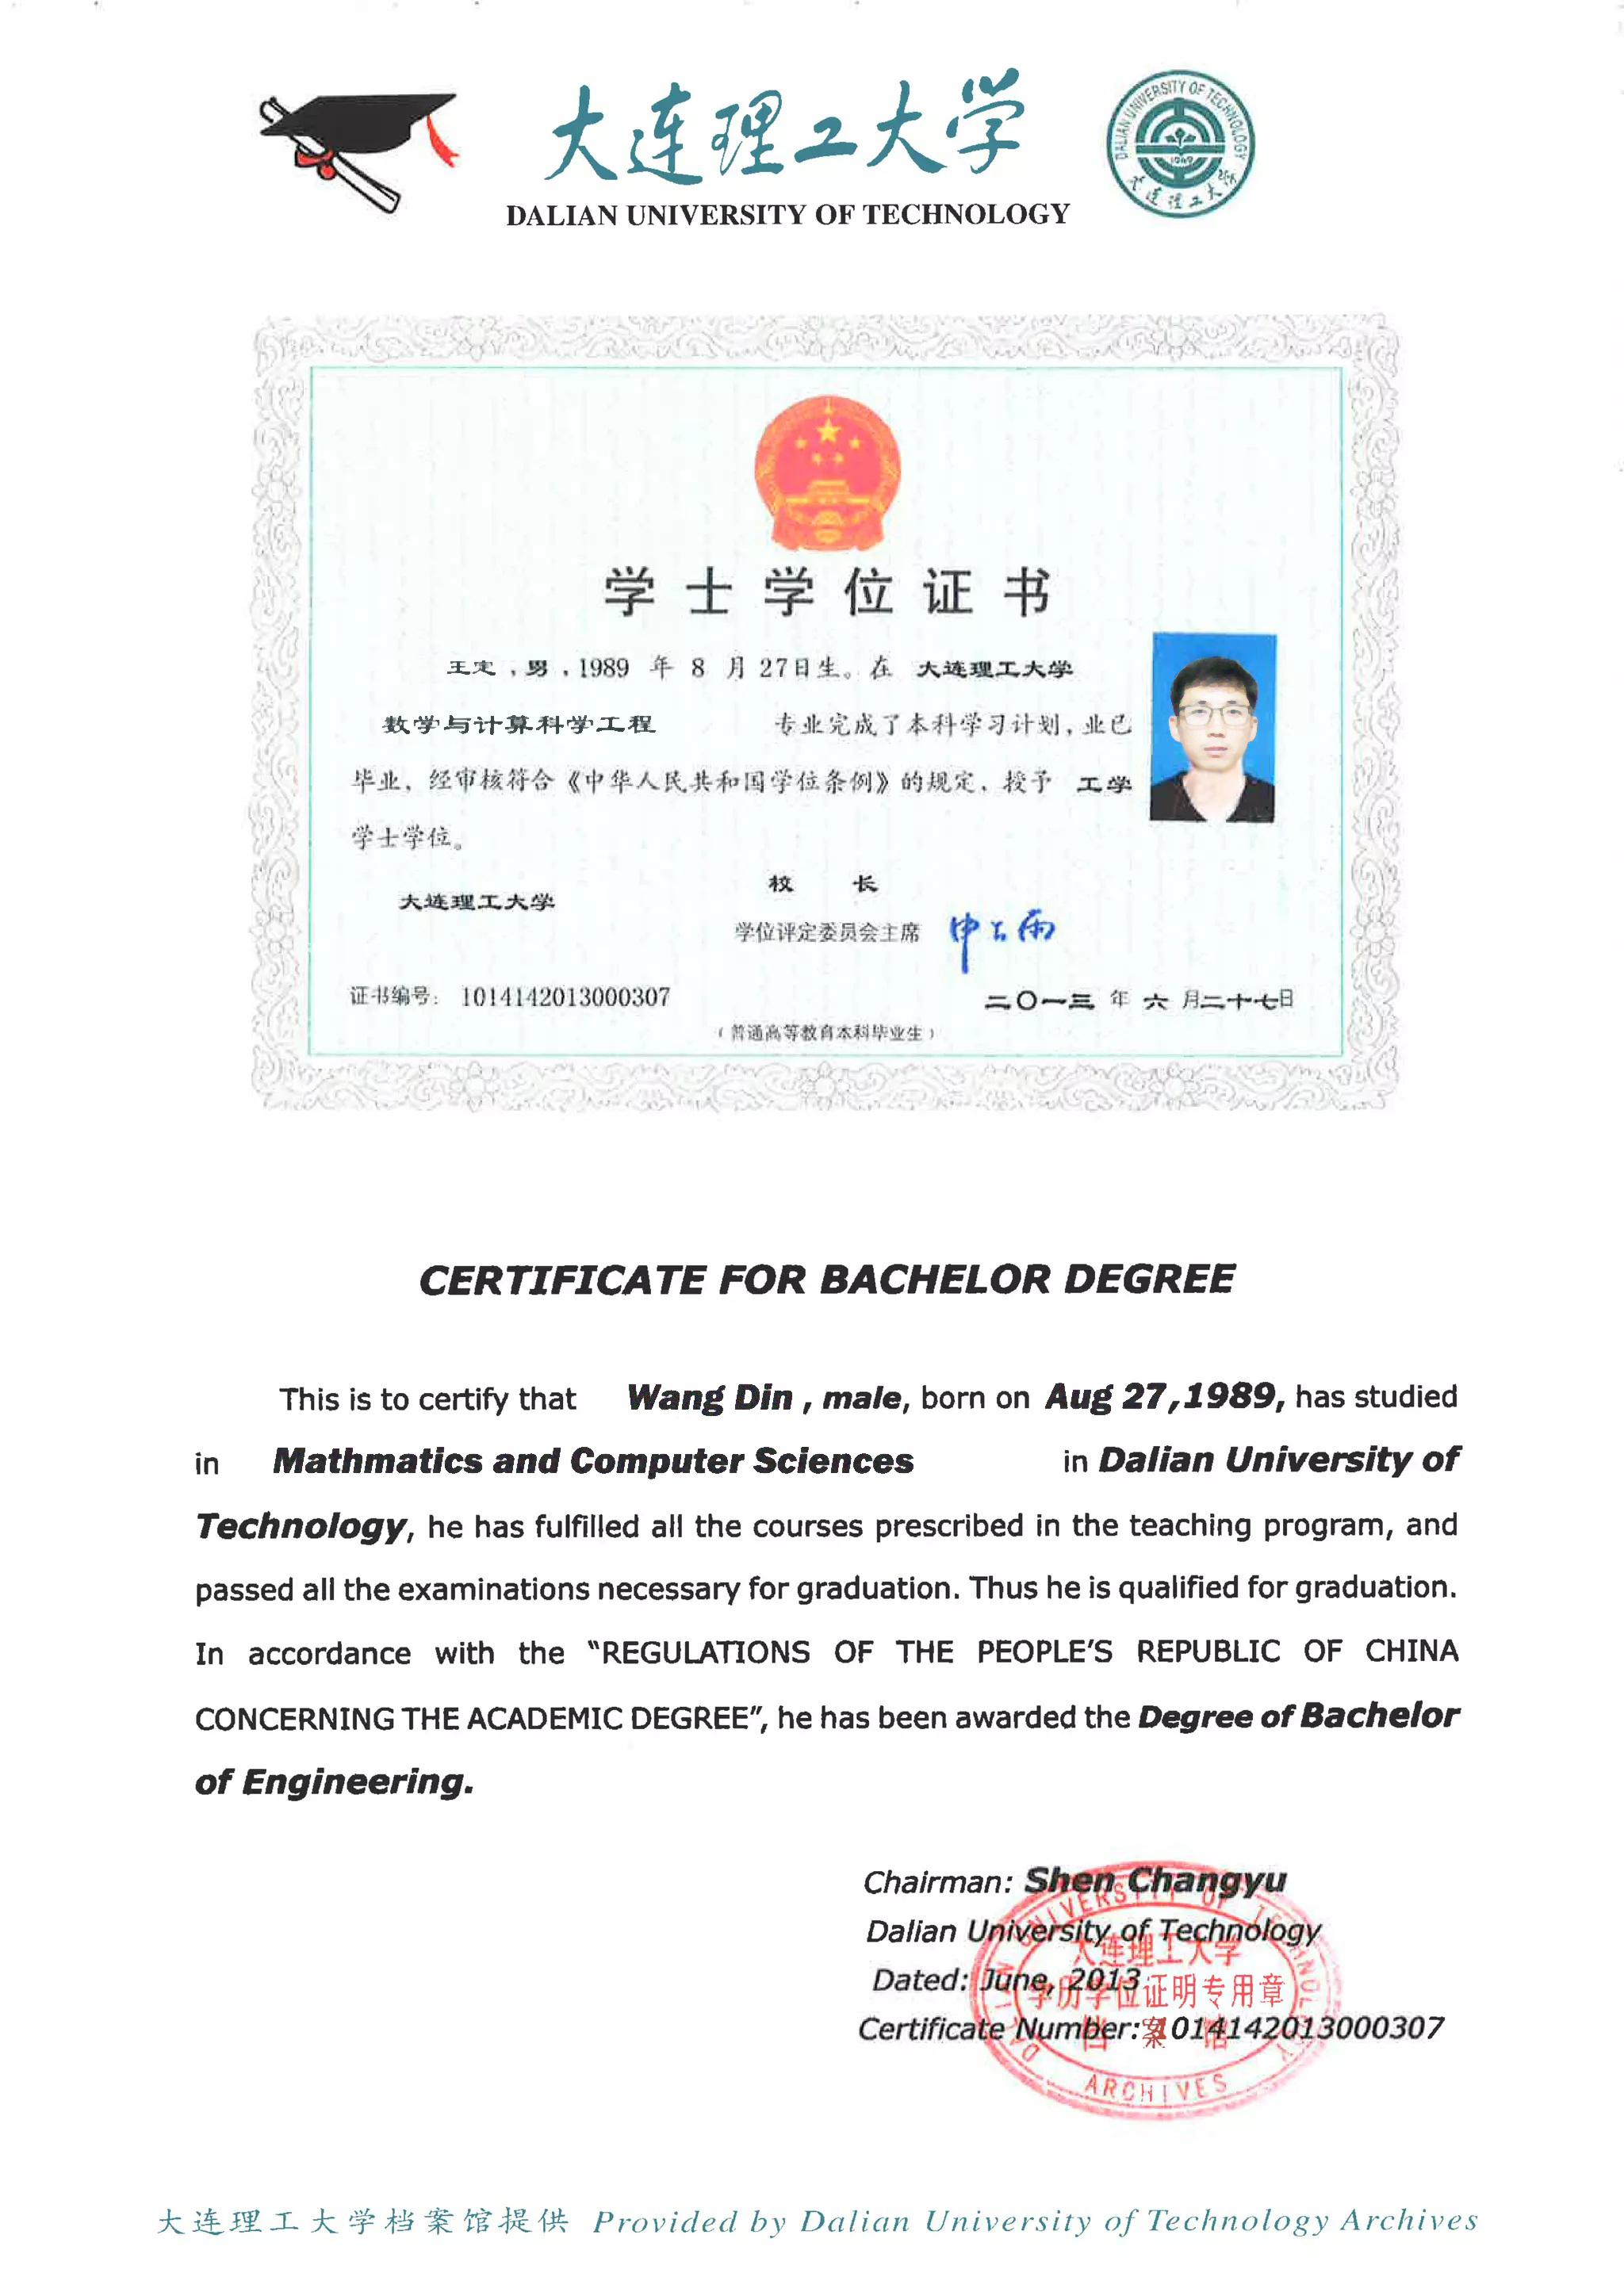 大连理工大学
DALIAN UNIVERSITY OF TECHNOLOGY
DALIAN UNIVERSITY OF TECHNOLOGY
1949
大连理工大学
学士学位证书
王定，男，1989 年 8 月27日生。在 大连理工大学
数学与计算科学工程 专业完成了本科学习计划，业已
毕业，经审核符合《中华人民共和国学位条例》的规定，授予 工学
学士学位。
大连理工大学
校 长
学位评定委员会主席
证书编号： 1014142013000307
二〇一三 年 六 月二十七日
（普通高等教育本科毕业生）
CERTIFICATE FOR BACHELOR DEGREE
This is to certify that Wang Din , male, born on Aug 27,1989, has studied
in Mathmatics and Computer Sciences in Dalian University of
Technology, he has fulfilled all the courses prescribed in the teaching program, and
passed all the examinations necessary for graduation. Thus he is qualified for graduation.
In accordance with the “REGULATIONS OF THE PEOPLE’S REPUBLIC OF CHINA
CONCERNING THE ACADEMIC DEGREE”, he has been awarded the Degree of Bachelor
of Engineering.
Chairman: Shen Changyu
Dalian University of Technology
Dated: June, 2013
Certificate Number: 1014142013000307
DALIAN UNIVERSITY OF TECHNOLOGY
大连理工大学
学历学位证明专用章
档案馆
ARCHIVES
大连理工大学档案馆提供 Provided by Dalian University of Technology Archives